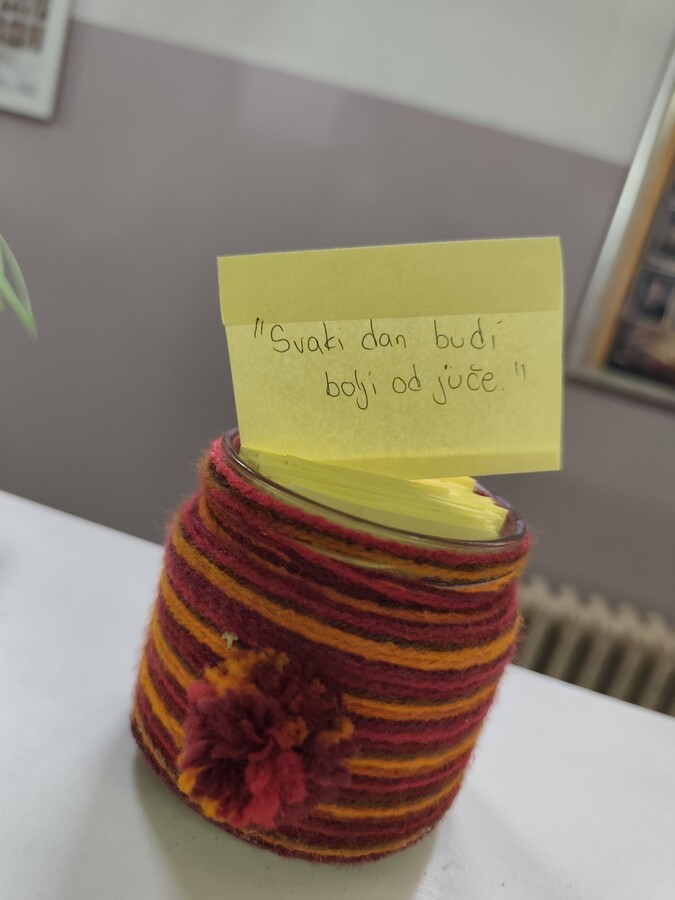 "Svaki dan budi
bolji od juče."